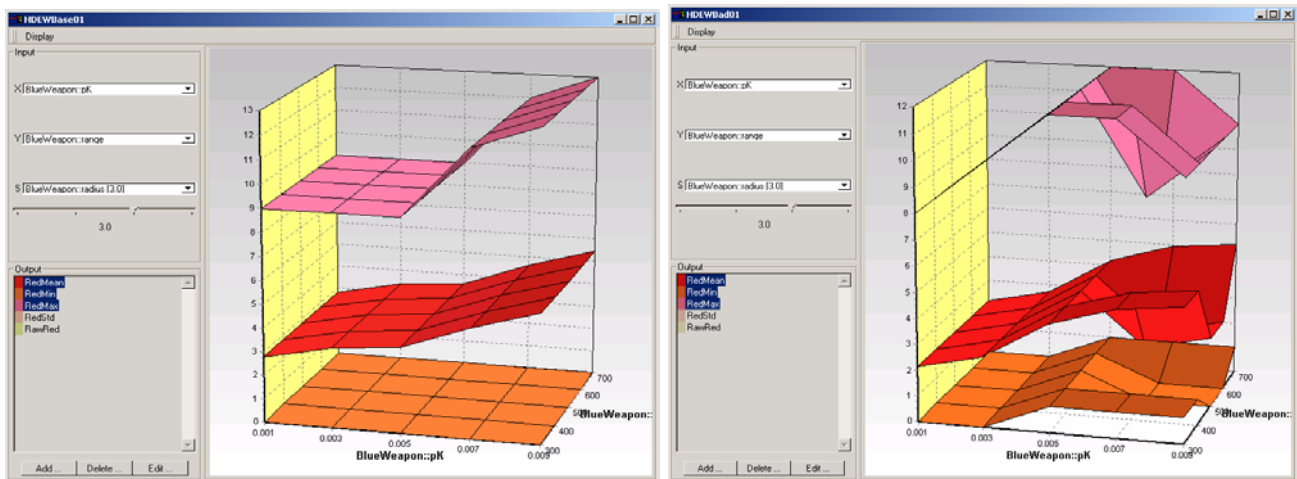 HDEWBase01
Display
Input
X BlueWeapon::pK
Y BlueWeapon::range
S BlueWeapon::radius [3.0]
3.0
Output
RedMean
RedMin
RedMax
RedStd
RawRed
Add ... Delete ... Edit ...
13
12
11
10
9
8
7
6
5
4
3
2
1
0
0.001
0.003
0.005
0.007
0.009
300
400
500
600
700
BlueWeapon::pK
BlueWeapon::
HDEWBad01
Display
Input
X BlueWeapon::pK
Y BlueWeapon::range
S BlueWeapon::radius [3.0]
3.0
Output
RedMean
RedMin
RedMax
RedStd
RawRed
Add ... Delete ... Edit ...
12
11
10
9
8
7
6
5
4
3
2
1
0
0.001
0.003
0.005
0.007
0.009
300
400
500
600
700
BlueWeapon::pK
BlueWeapon::